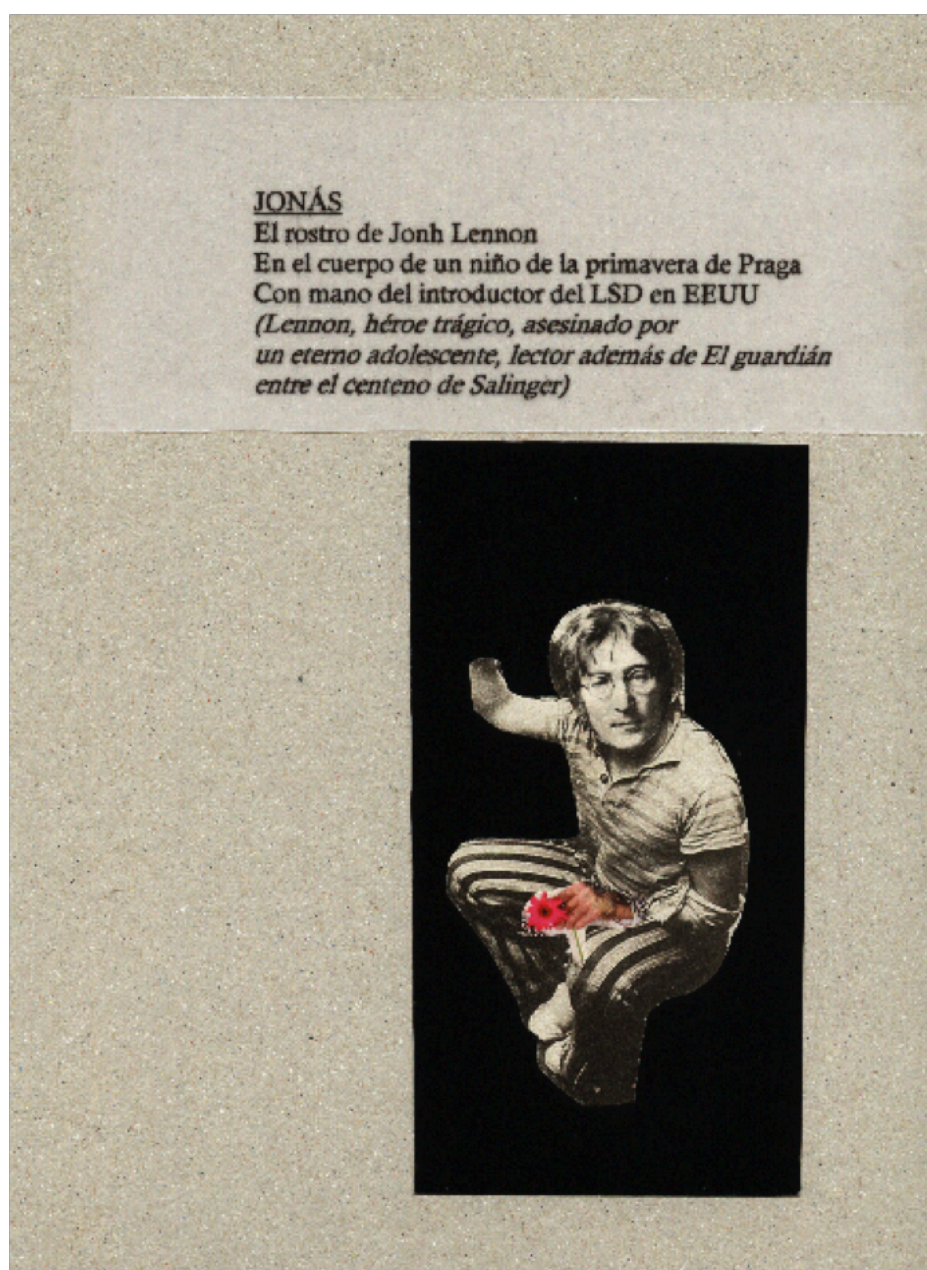 JONÁS
El rostro de Jonh Lennon
En el cuerpo de un niño de la primavera de Praga
Con mano del introductor del LSD en EEUU
(Lennon, héroe trágico, asesinado por
un eterno adolescente, lector además de El guardián
entre el centeno de Salinger)